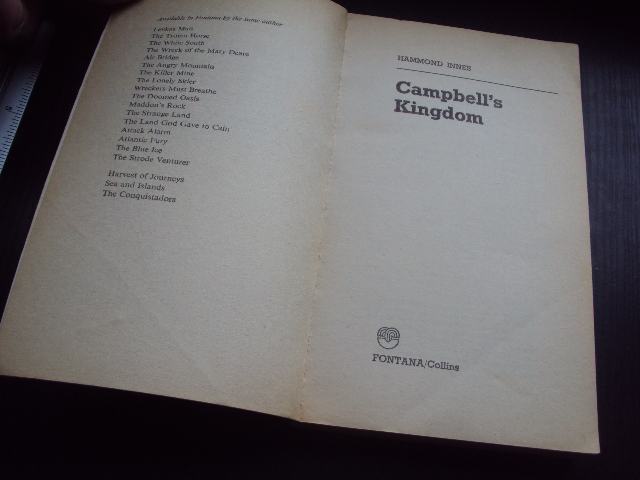 Available in Fontana by the same author
Levkas Man
The Trojan Horse
The White South
The Wreck of the Mary Deare
Air Bridge
The Angry Mountain
The Killer Mine
The Lonely Skier
Wreckers Must Breathe
The Doomed Oasis
Maddon's Rock
The Strange Land
The Land God Gave to Cain
Attack Alarm
Atlantic Fury
The Blue Ice
The Strode Venturer
Harvest of Journeys
Sea and Islands
The Conquistadors
HAMMOND INNES
Campbell's
Kingdom
FONTANA/Collins